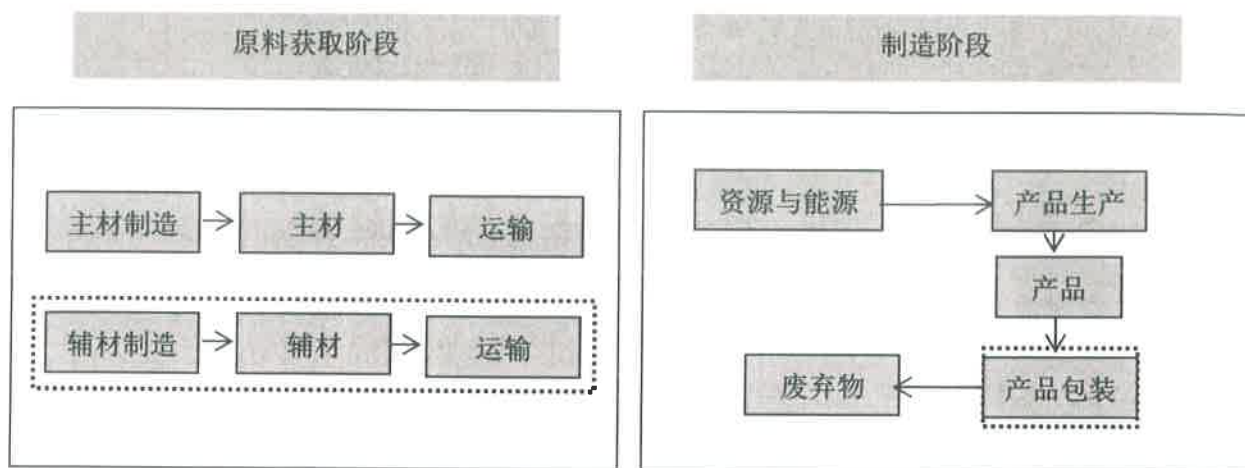 原料获取阶段
制造阶段
主材制造
主材
运输
辅材制造
辅材
运输
资源与能源
产品生产
产品
产品包装
废弃物